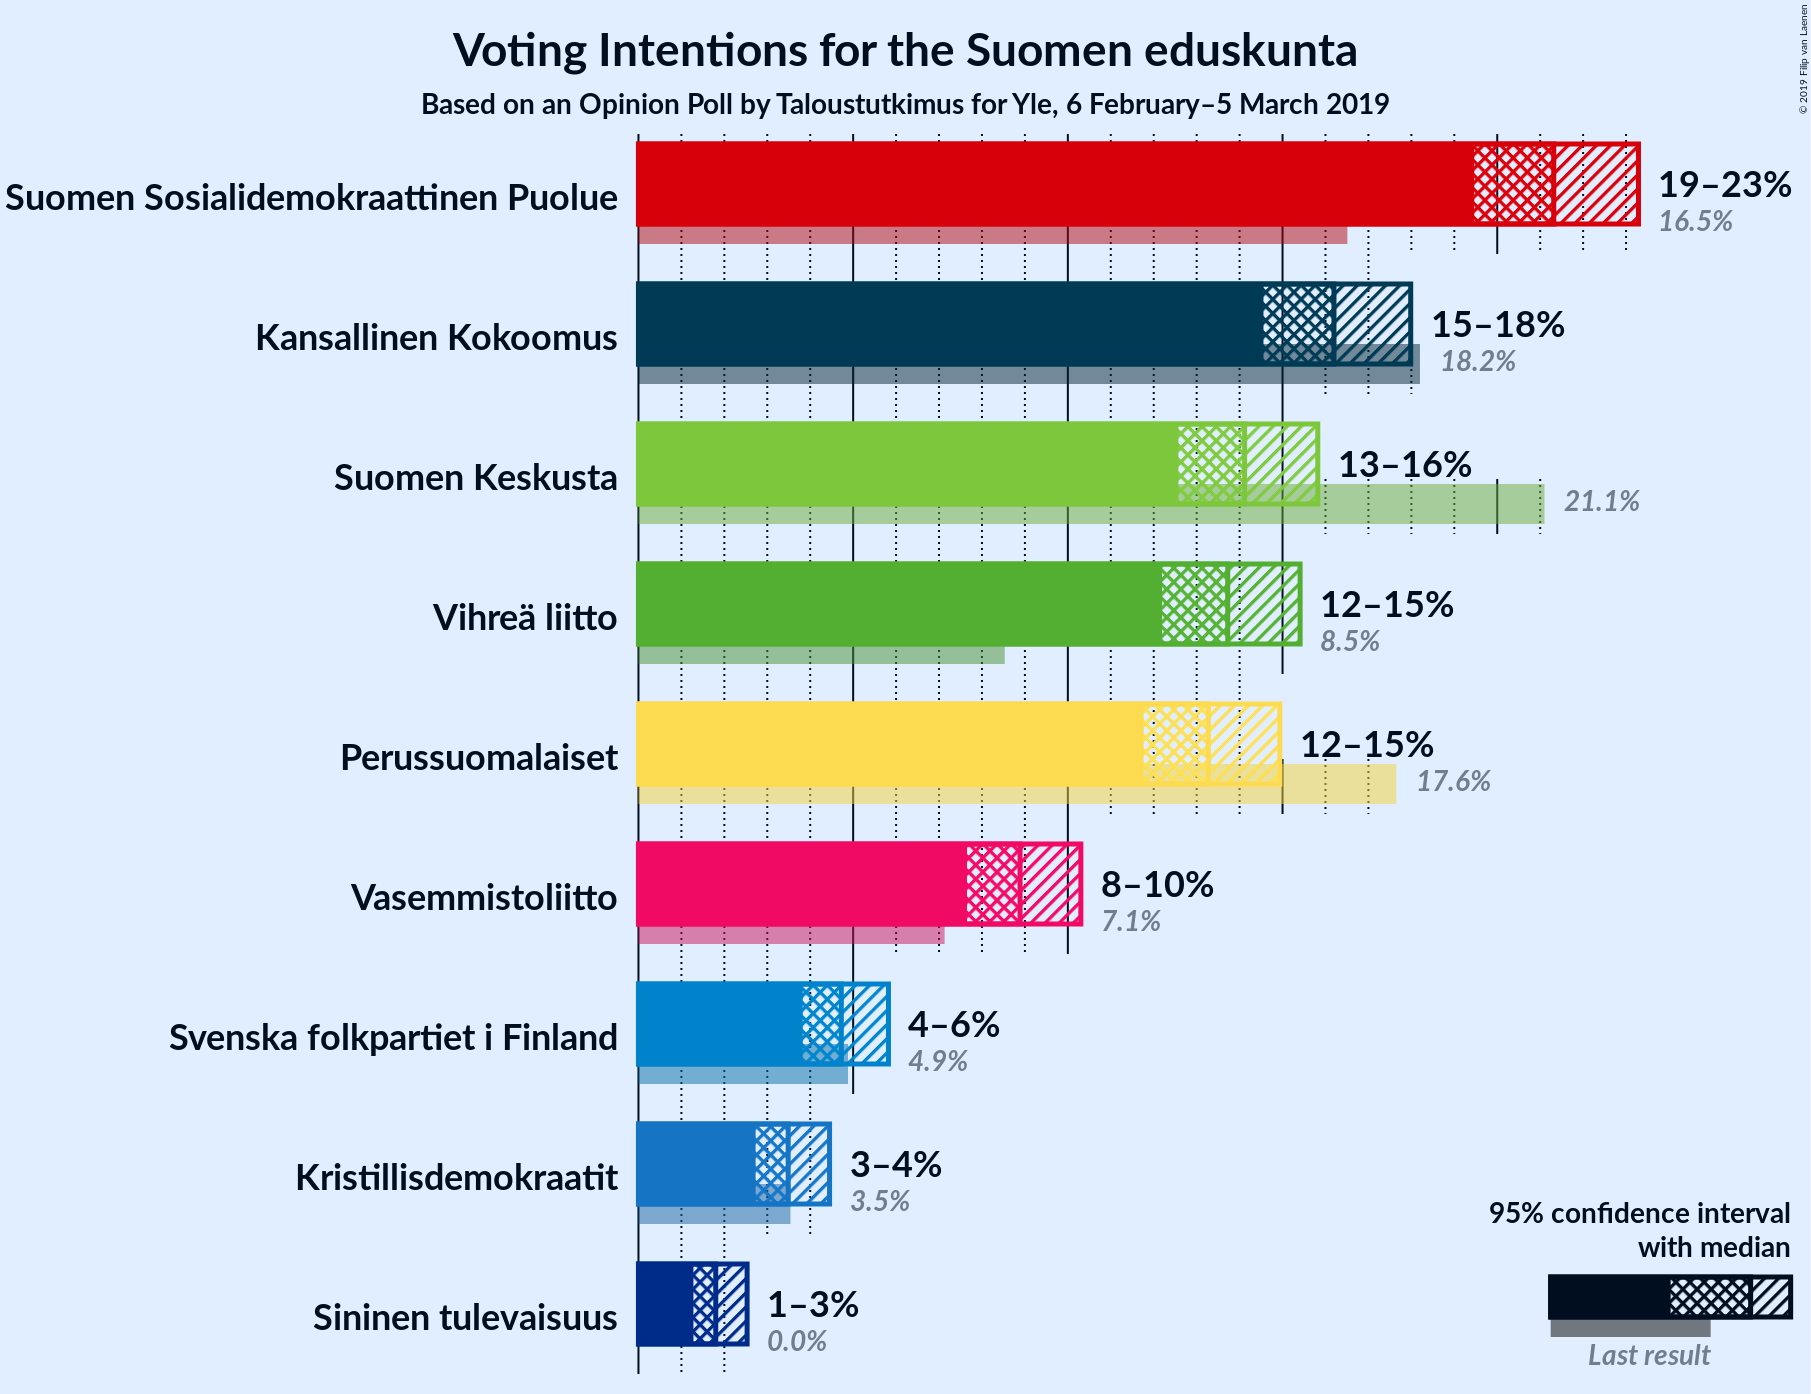 Voting Intentions for the Suomen eduskunta
Based on an Opinion Poll by Taloustutkimus for Yle, 6 February–5 March 2019
© 2019 Filip van Laenen
Suomen Sosialidemokraattinen Puolue
19–23%
16.5%
Kansallinen Kokoomus
15–18%
18.2%
Suomen Keskusta
13–16%
21.1%
Vihreä liitto
12–15%
8.5%
Perussuomalaiset
12–15%
17.6%
Vasemmistoliitto
8–10%
7.1%
Svenska folkpartiet i Finland
4–6%
4.9%
Kristillisdemokraatit
3–4%
3.5%
Sininen tulevaisuus
1–3%
0.0%
95% confidence interval
with median
Last result